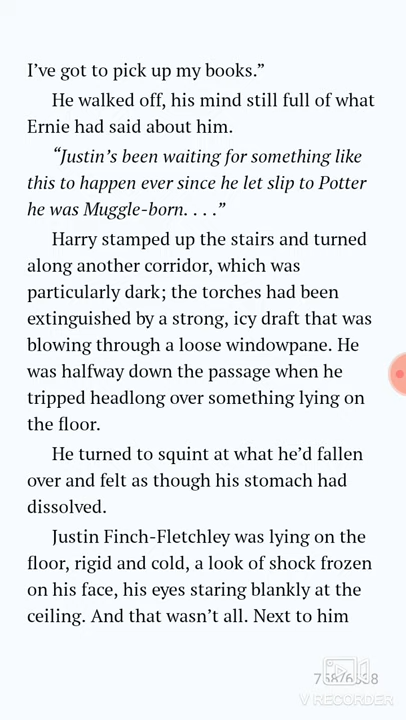 I’ve got to pick up my books.”
He walked off, his mind still full of what
Ernie had said about him.
“Justin’s been waiting for something like
this to happen ever since he let slip to Potter
he was Muggle-born. . . .”
Harry stamped up the stairs and turned
along another corridor, which was
particularly dark; the torches had been
extinguished by a strong, icy draft that was
blowing through a loose windowpane. He
was halfway down the passage when he
tripped headlong over something lying on
the floor.
He turned to squint at what he’d fallen
over and felt as though his stomach had
dissolved.
Justin Finch-Fletchley was lying on the
floor, rigid and cold, a look of shock frozen
on his face, his eyes staring blankly at the
ceiling. And that wasn’t all. Next to him
V RECORDER